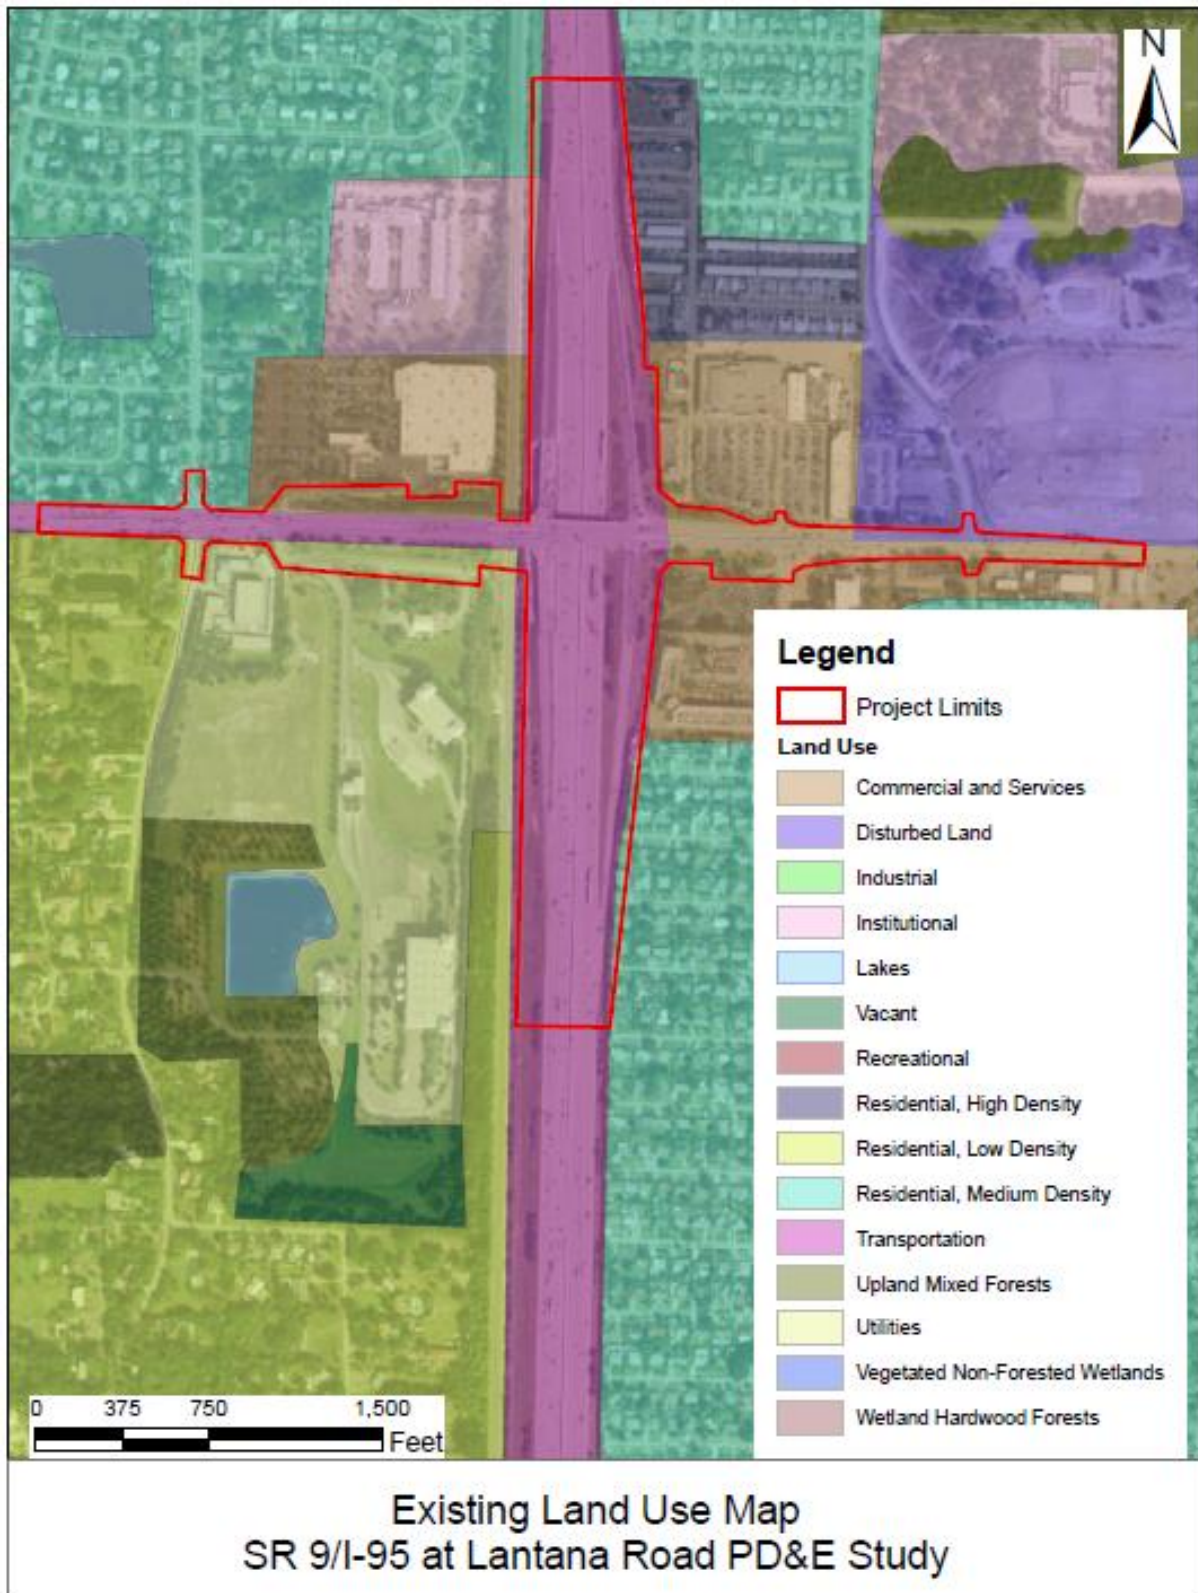 N
Legend
Project Limits
Land Use
Commercial and Services
Disturbed Land
Industrial
Institutional
Lakes
Vacant
Recreational
Residential, High Density
Residential, Low Density
Residential, Medium Density
Transportation
Upland Mixed Forests
Utilities
Vegetated Non-Forested Wetlands
Wetland Hardwood Forests
0 375 750 1,500
Feet
Existing Land Use Map
SR 9/I-95 at Lantana Road PD&E Study